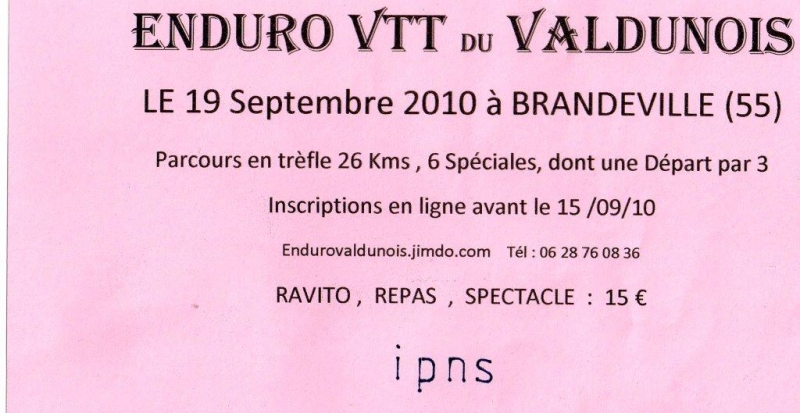 ENDURO VTT DU VALDUNOIS
LE 19 Septembre 2010 à BRANDEVILLE (55)
Parcours en trèfle 26 Kms , 6 Spéciales, dont une Départ par 3
Inscriptions en ligne avant le 15 /09/10
Endurovaldunois.jimdo.com Tél : 06 28 76 08 36
RAVITO , REPAS , SPECTACLE : 15 €
ipns